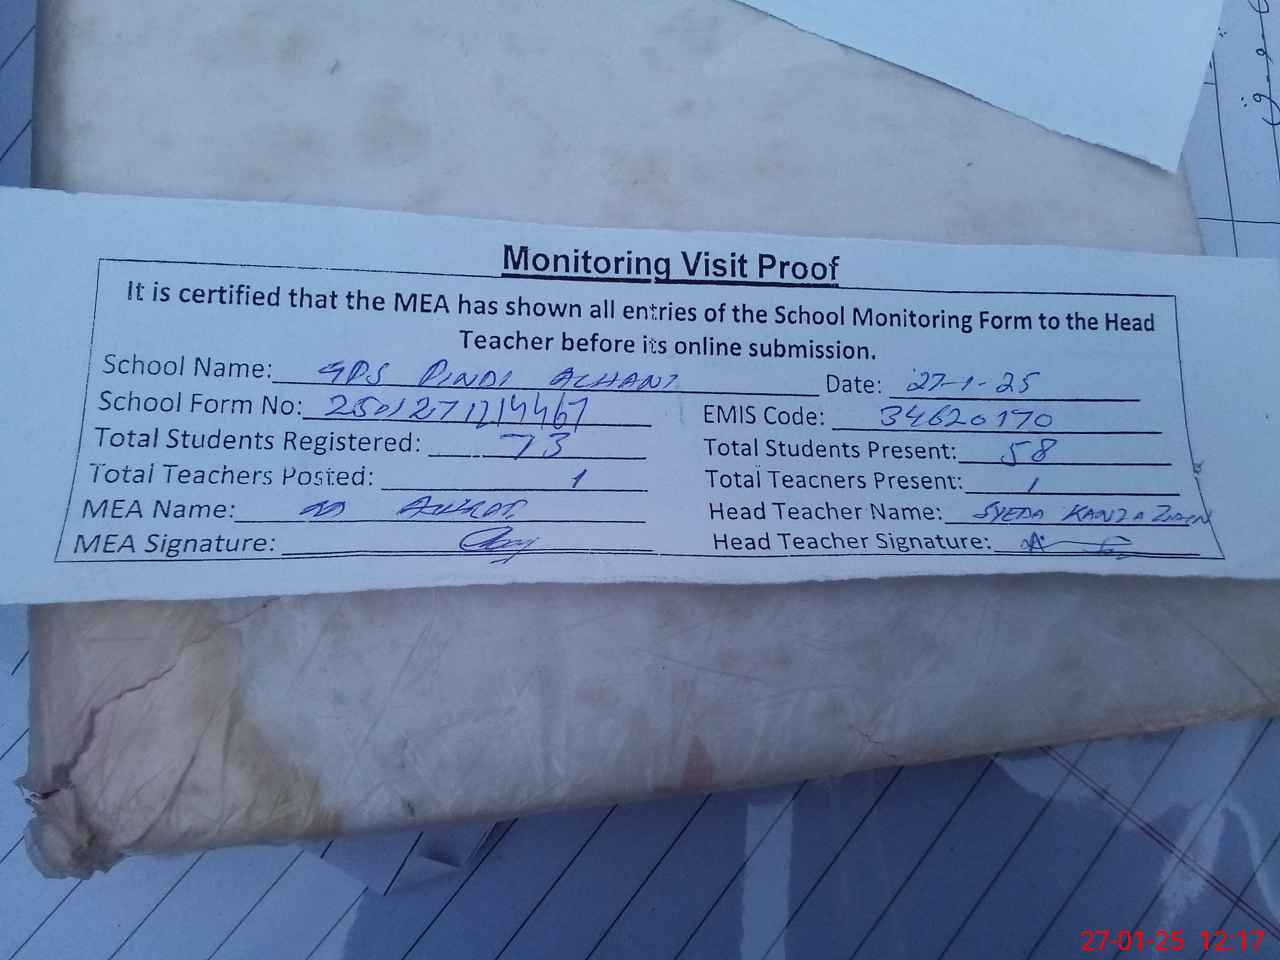 Monitoring Visit Proof
It is certified that the MEA has shown all entries of the School Monitoring Form to the Head
Teacher before its online submission.
School Name: GPS PINDI ACHANI Date: 27-1-25
School Form No: 2501271214467 EMIS Code: 34620170
Total Students Registered: 73 Total Students Present: 58
Total Teachers Posted: 1 Total Teachers Present: 1
MEA Name: M Head Teacher Name: SYEDA KANZA
MEA Signature: Head Teacher Signature:
27-01-25 12:17